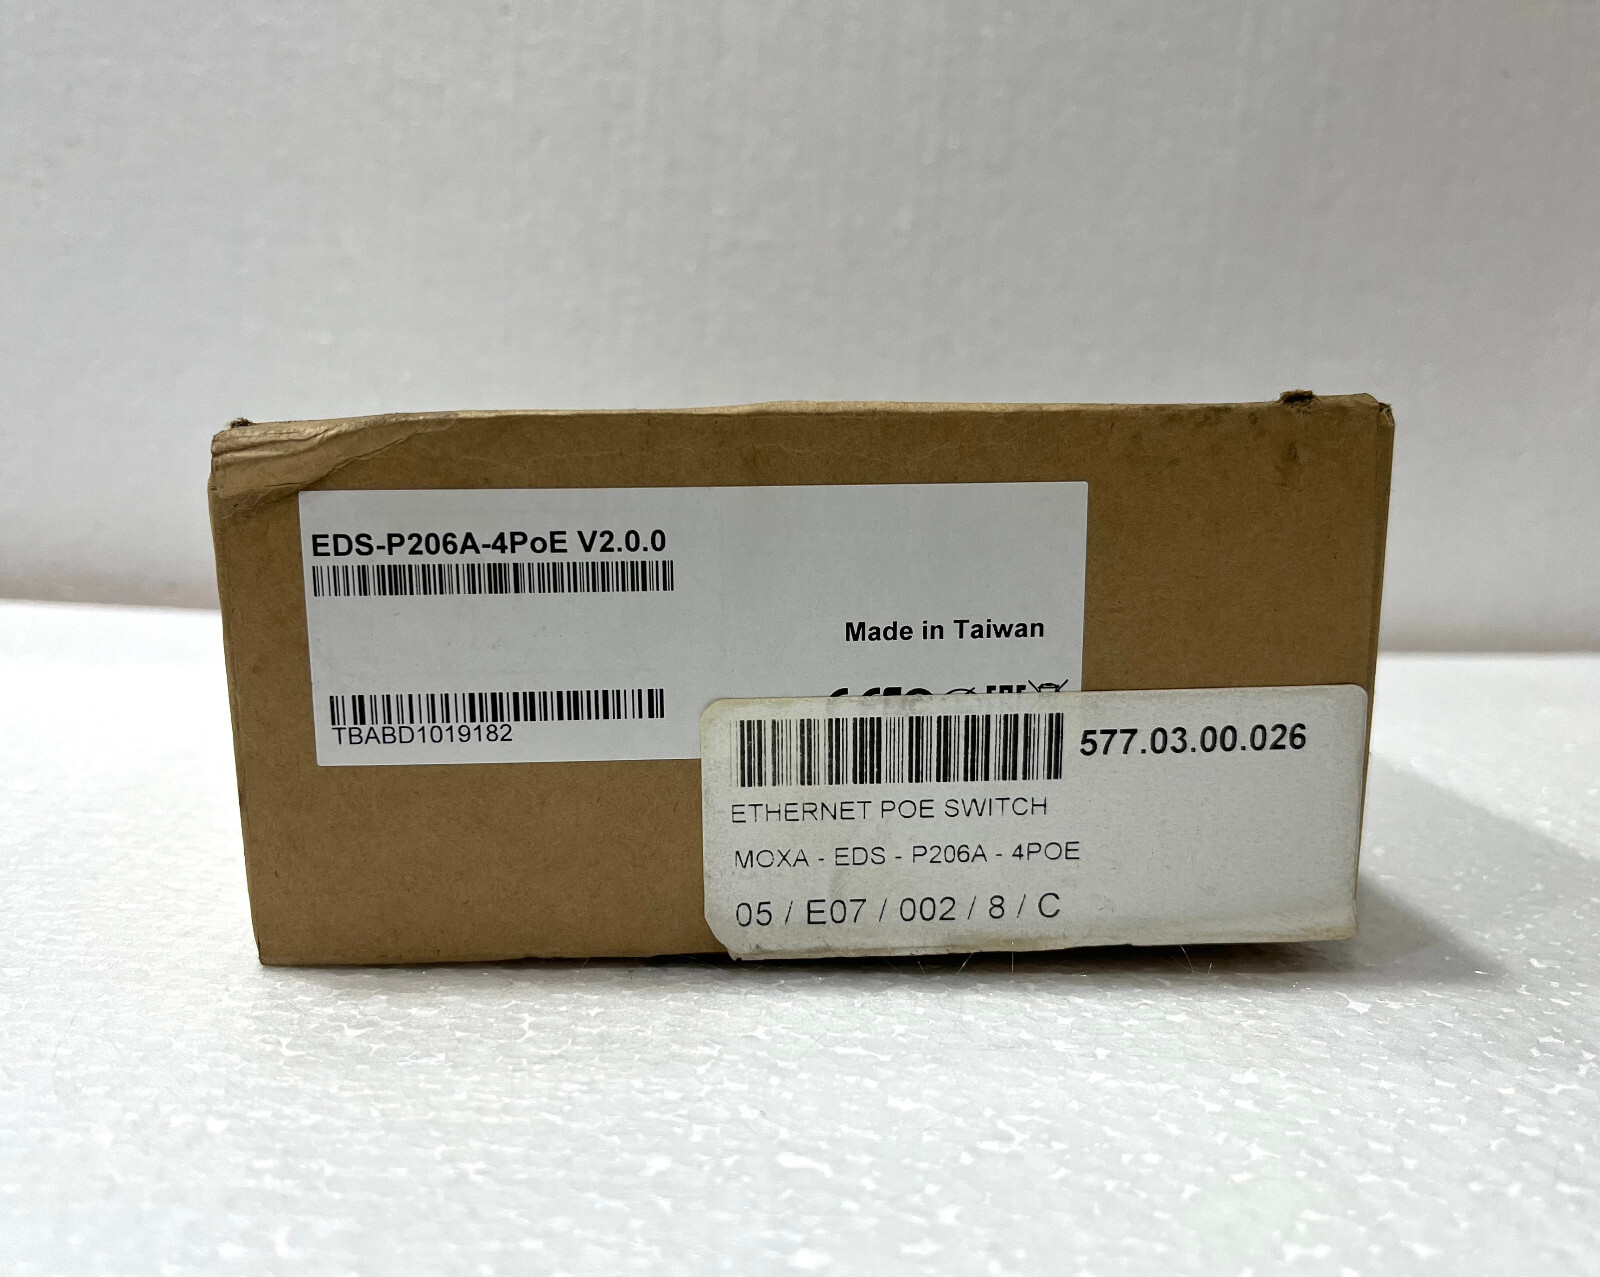 EDS-P206A-4PoE V2.0.0
Made in Taiwan
TBABD1019182
577.03.00.026
ETHERNET POE SWITCH
MOXA - EDS - P206A - 4POE
05 / E07 / 002 / 8 / C